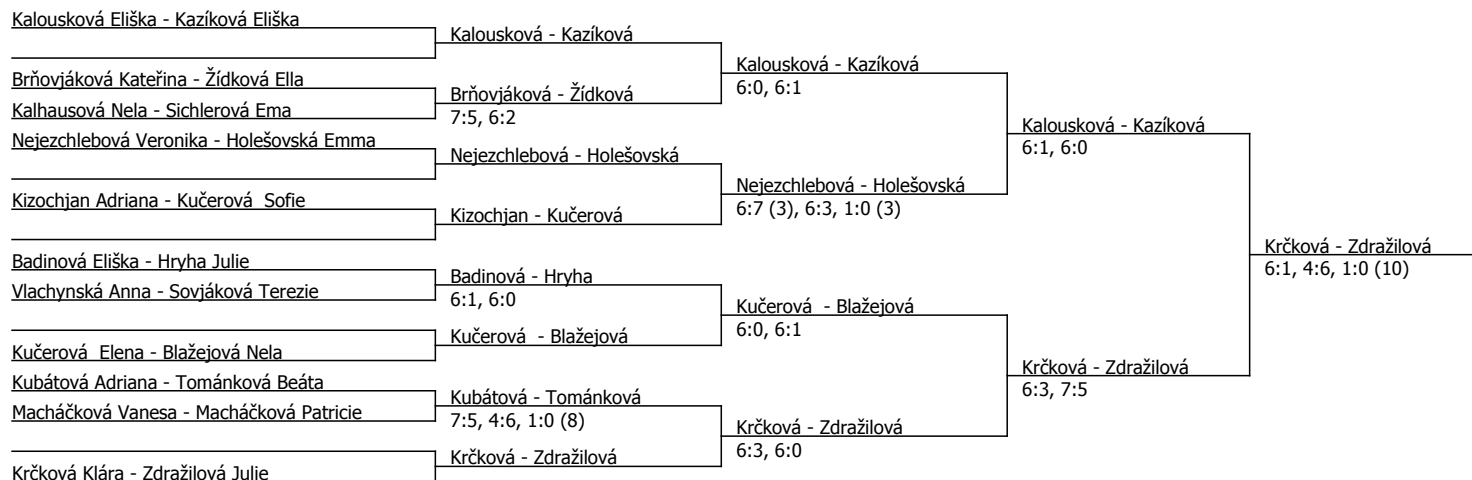 Kalousková Eliška - Kazíková Eliška
Brňovjáková Kateřina - Žídková Ella
Kalhausová Nela - Sichlerová Ema
Nejezchlebová Veronika - Holešovská Emma
Kizochjan Adriana - Kučerová  Sofie
Badinová Eliška - Hryha Julie
Vlachynská Anna - Sovjáková Terezie
Kučerová  Elena - Blažejová Nela
Kubátová Adriana - Tománková Beáta
Macháčková Vanesa - Macháčková Patricie
Krčková Klára - Zdražilová Julie
Kalousková - Kazíková
Brňovjáková - Žídková
7:5, 6:2
Nejezchlebová - Holešovská
Kizochjan - Kučerová
Badinová - Hryha
6:1, 6:0
Kučerová  - Blažejová
Kubátová - Tománková
7:5, 4:6, 1:0 (8)
Krčková - Zdražilová
Kalousková - Kazíková
6:0, 6:1
Nejezchlebová - Holešovská
6:7 (3), 6:3, 1:0 (3)
Kučerová  - Blažejová
6:0, 6:1
Krčková - Zdražilová
6:3, 6:0
Kalousková - Kazíková
6:1, 6:0
Krčková - Zdražilová
6:3, 7:5
Krčková - Zdražilová
6:1, 4:6, 1:0 (10)